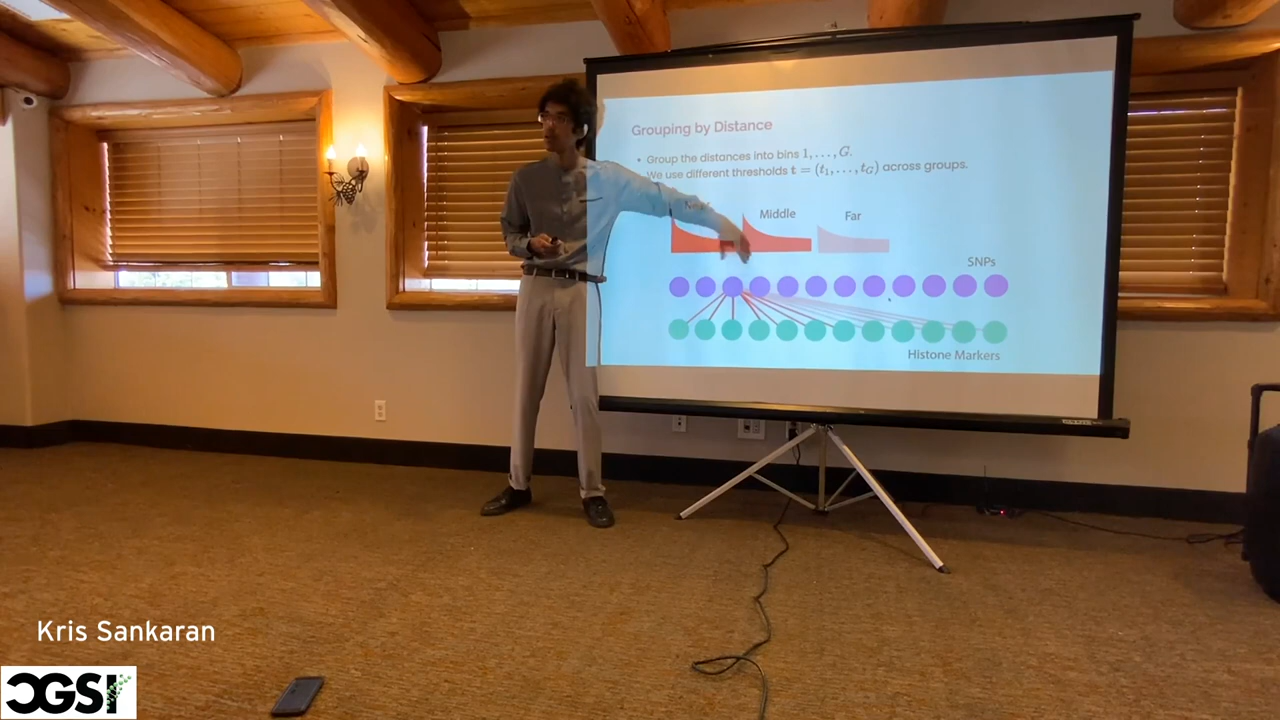 Grouping by Distance
• Group the distances into bins 1, . . . , G.
We use different thresholds t = (t₁, . . . , t_G) across groups.
Middle
Far
SNPs
Histone Markers
Kris Sankaran
CGSI